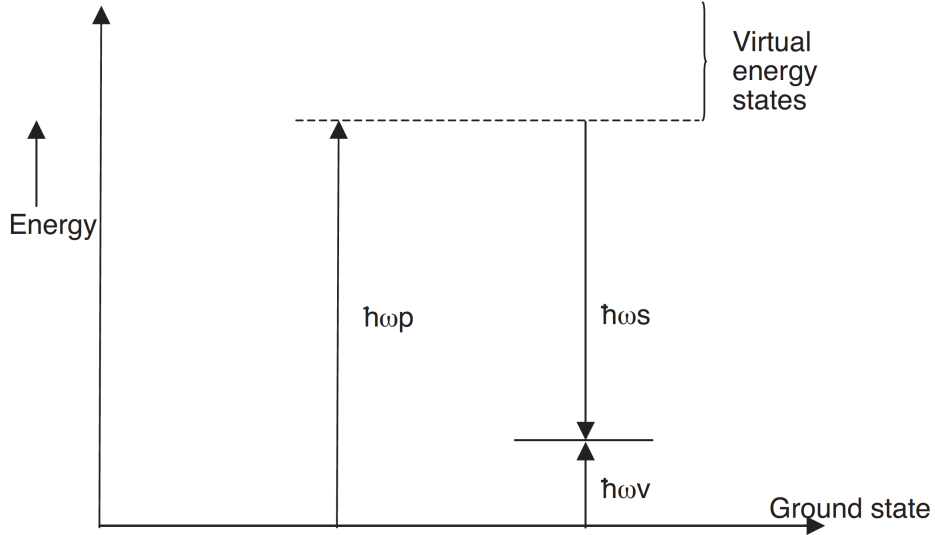 Virtual
energy
states
Energy
ħωp
ħωs
ħωv
Ground state